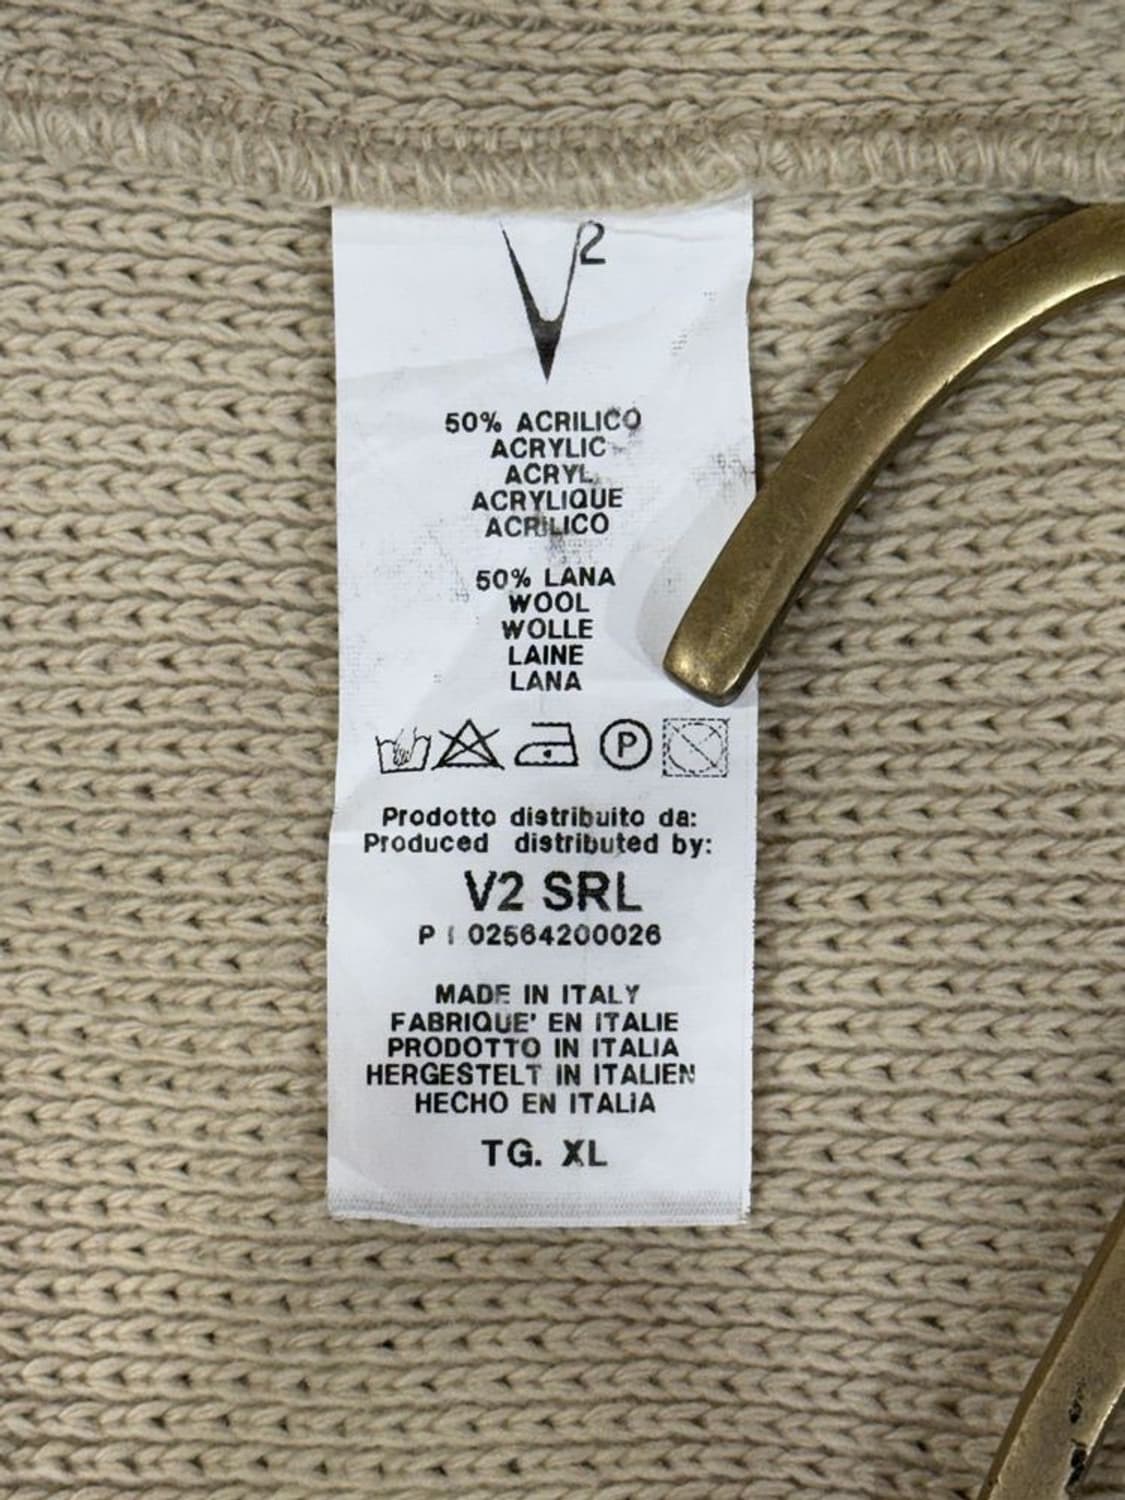 V2
50% ACRILICO
ACRYLIC
ACRYL
ACRYLIQUE
ACRILICO
50% LANA
WOOL
WOLLE
LAINE
LANA
P
Prodotto distribuito da:
Produced distributed by:
V2 SRL
P I 02564200026
MADE IN ITALY
FABRIQUE' EN ITALIE
PRODOTTO IN ITALIA
HERGESTELT IN ITALIEN
HECHO EN ITALIA
TG. XL